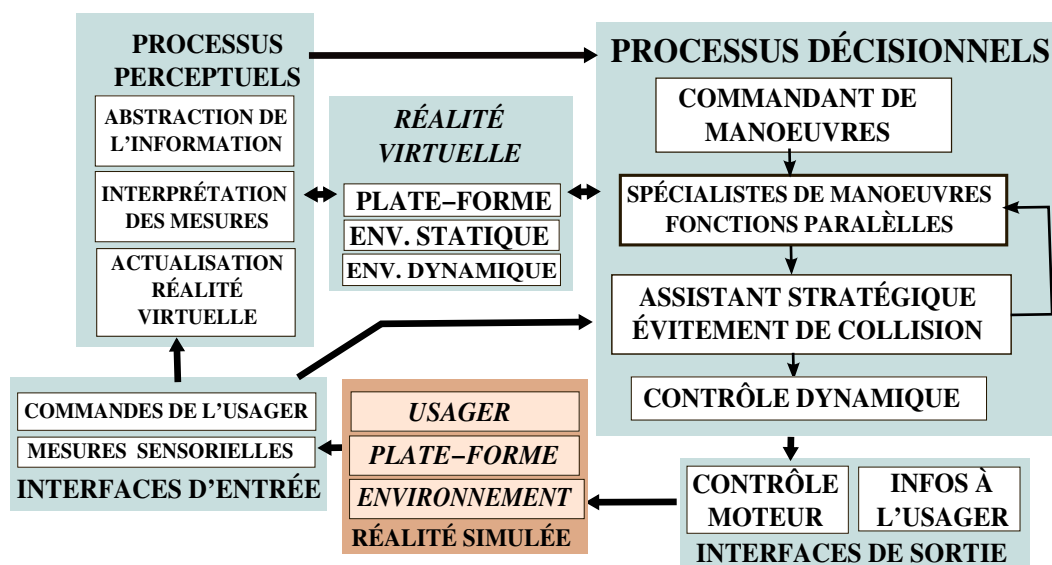 PROCESSUS
PERCEPTUELS
ABSTRACTION DE
L'INFORMATION
INTERPRÉTATION
DES MESURES
ACTUALISATION
RÉALITÉ
VIRTUELLE
RÉALITÉ
VIRTUELLE
PLATE−FORME
ENV. STATIQUE
ENV. DYNAMIQUE
PROCESSUS DÉCISIONNELS
COMMANDANT DE
MANOEUVRES
SPÉCIALISTES DE MANOEUVRES
FONCTIONS PARALÈLLES
ASSISTANT STRATÉGIQUE
ÉVITEMENT DE COLLISION
CONTRÔLE DYNAMIQUE
COMMANDES DE L'USAGER
MESURES SENSORIELLES
INTERFACES D'ENTRÉE
USAGER
PLATE−FORME
ENVIRONNEMENT
RÉALITÉ SIMULÉE
CONTRÔLE
MOTEUR
INFOS À
L'USAGER
INTERFACES DE SORTIE